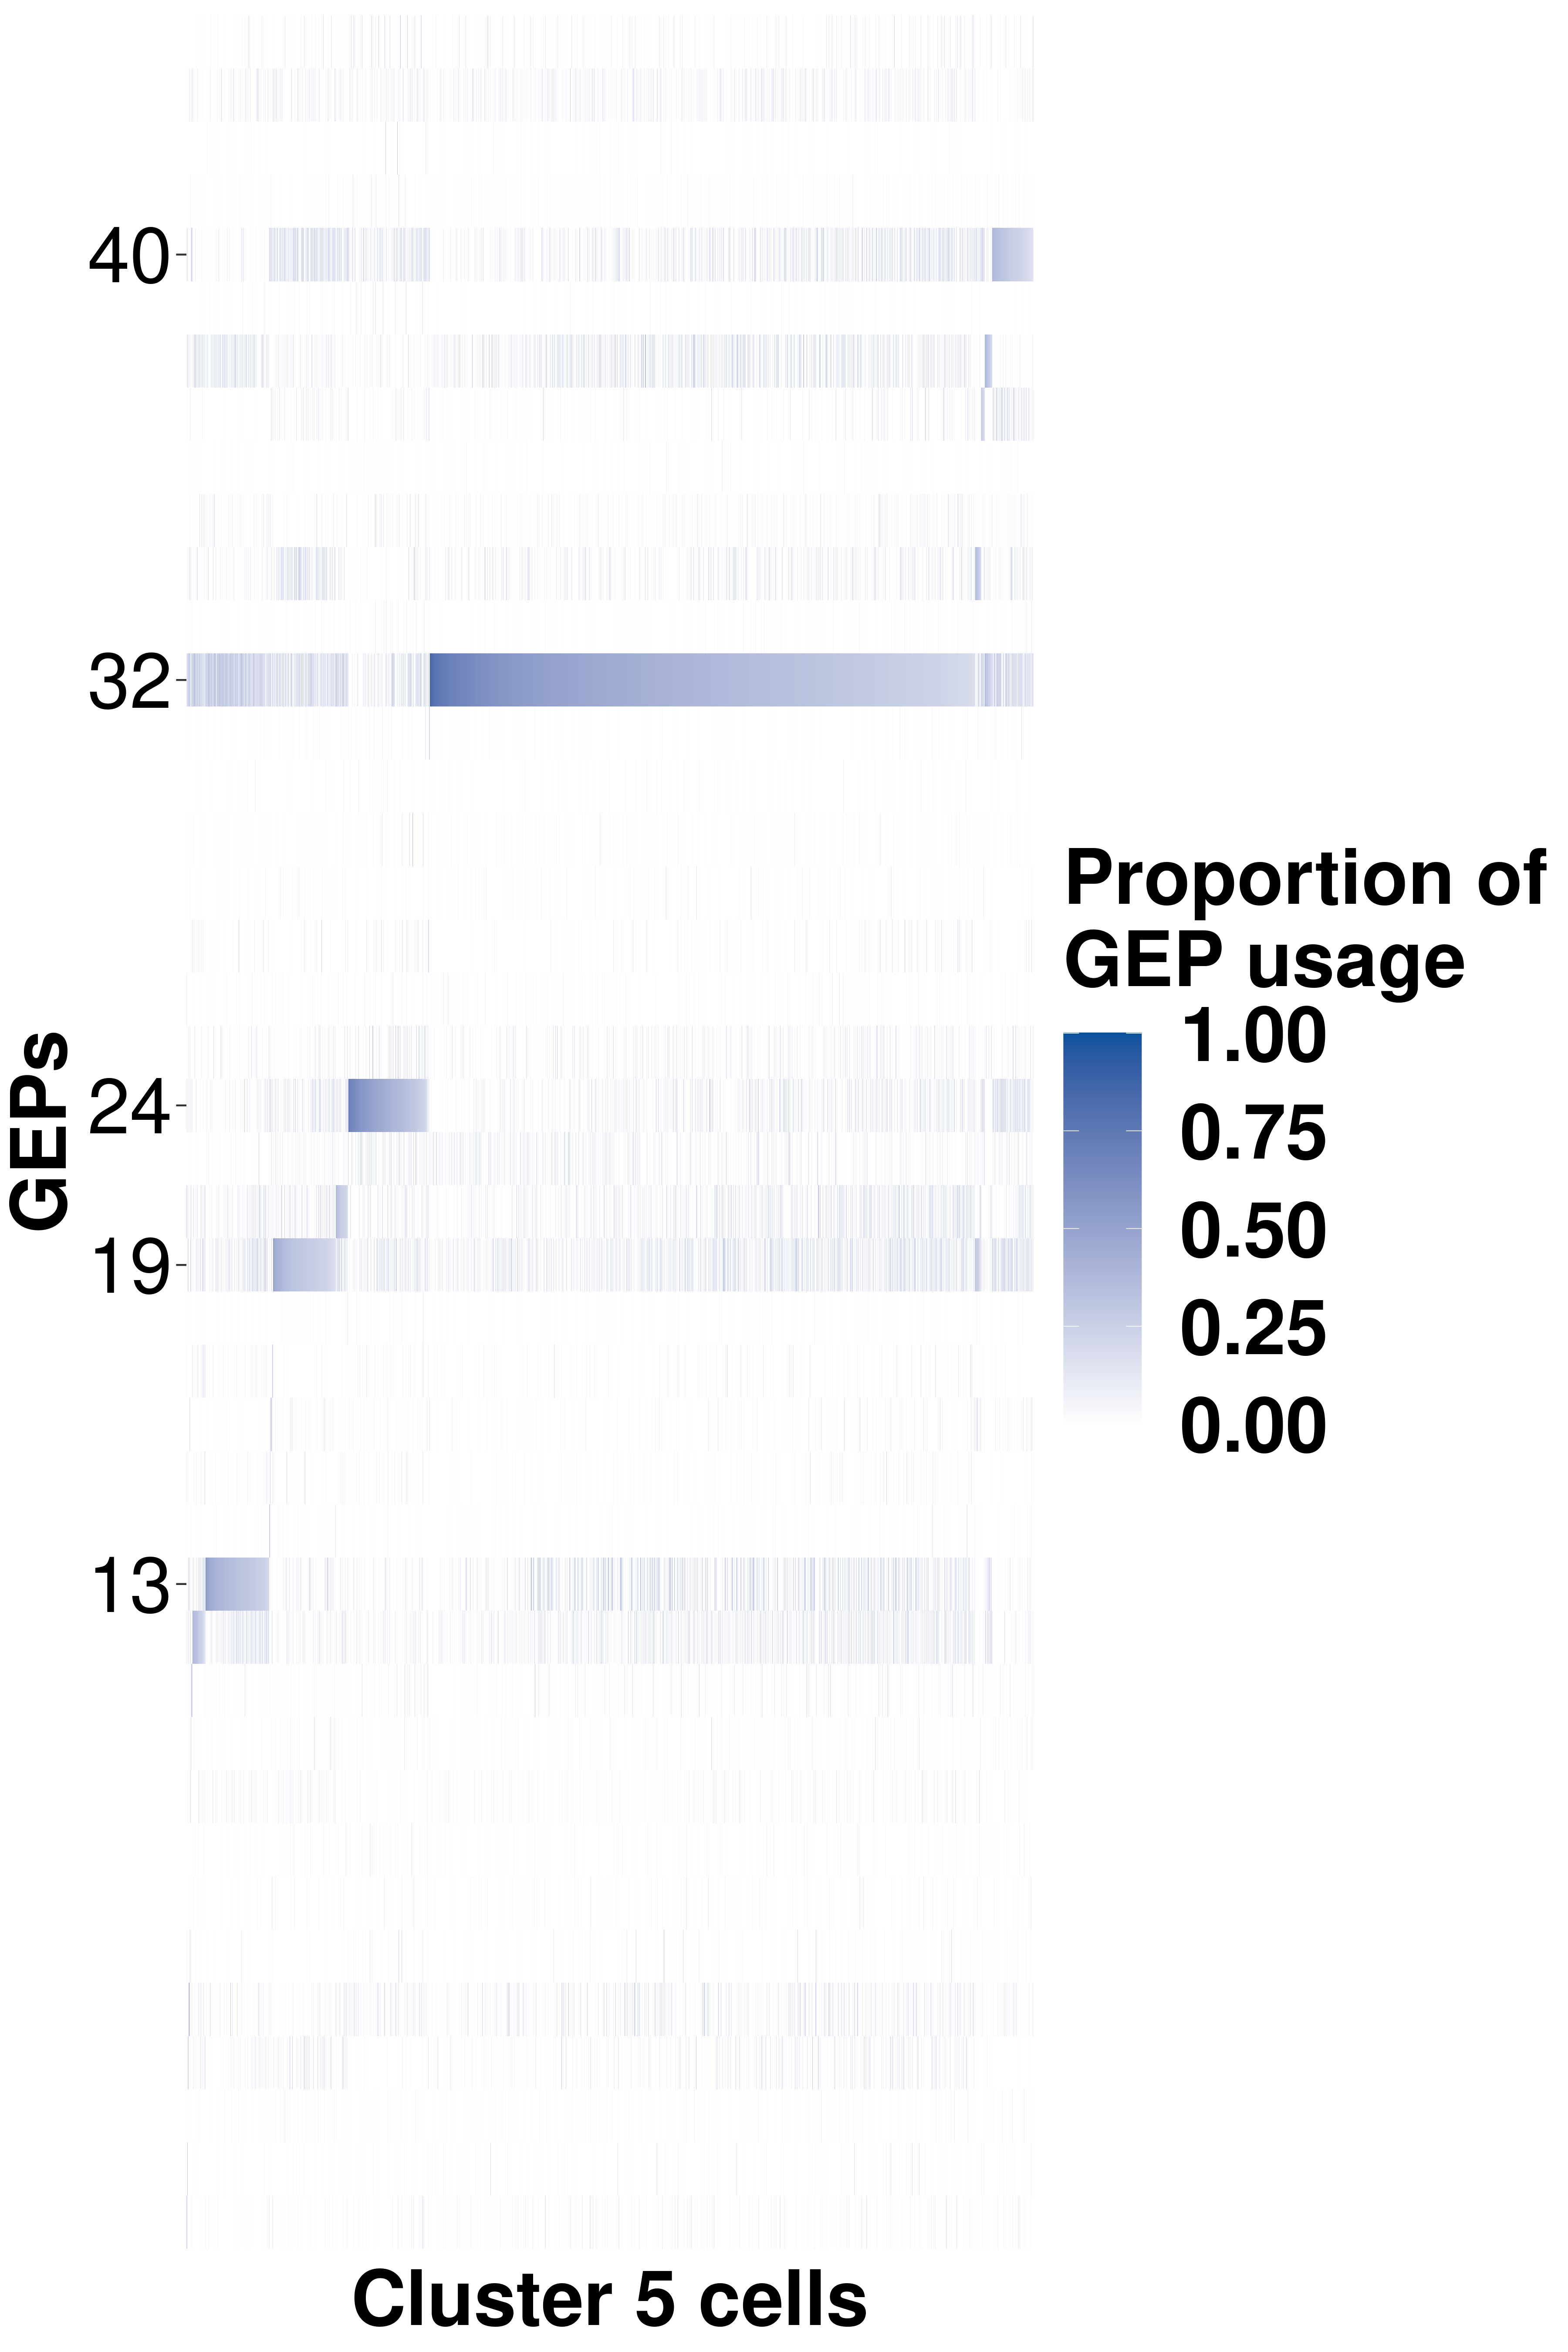 40
32
24
19
13
GEPs
Cluster 5 cells
Proportion of
GEP usage
1.00
0.75
0.50
0.25
0.00